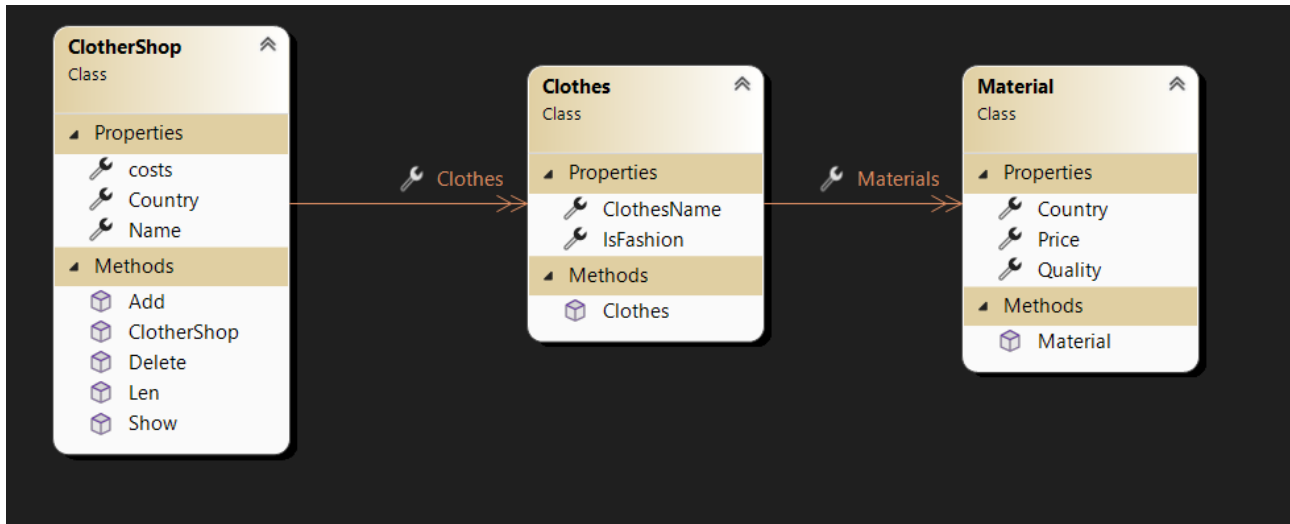 ClotherShop
Class
Properties
costs
Country
Name
Methods
Add
ClotherShop
Delete
Len
Show
Clothes
Clothes
Class
Properties
ClothesName
IsFashion
Methods
Clothes
Materials
Material
Class
Properties
Country
Price
Quality
Methods
Material